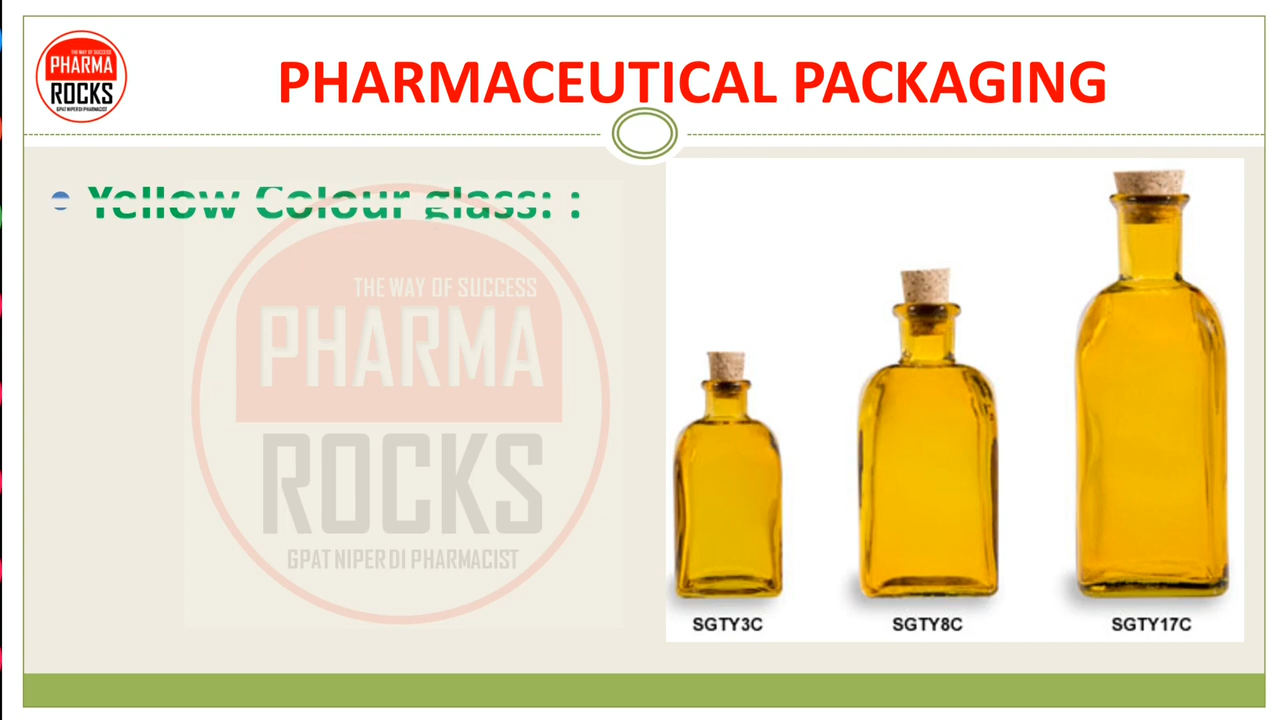 THE WAY OF SUCCESS
PHARMA
ROCKS
GPAT NIPER DI PHARMACIST
PHARMACEUTICAL PACKAGING
• Yellow Colour glass: :
THE WAY OF SUCCESS
PHARMA
ROCKS
GPAT NIPER DI PHARMACIST
SGTY3C
SGTY8C
SGTY17C